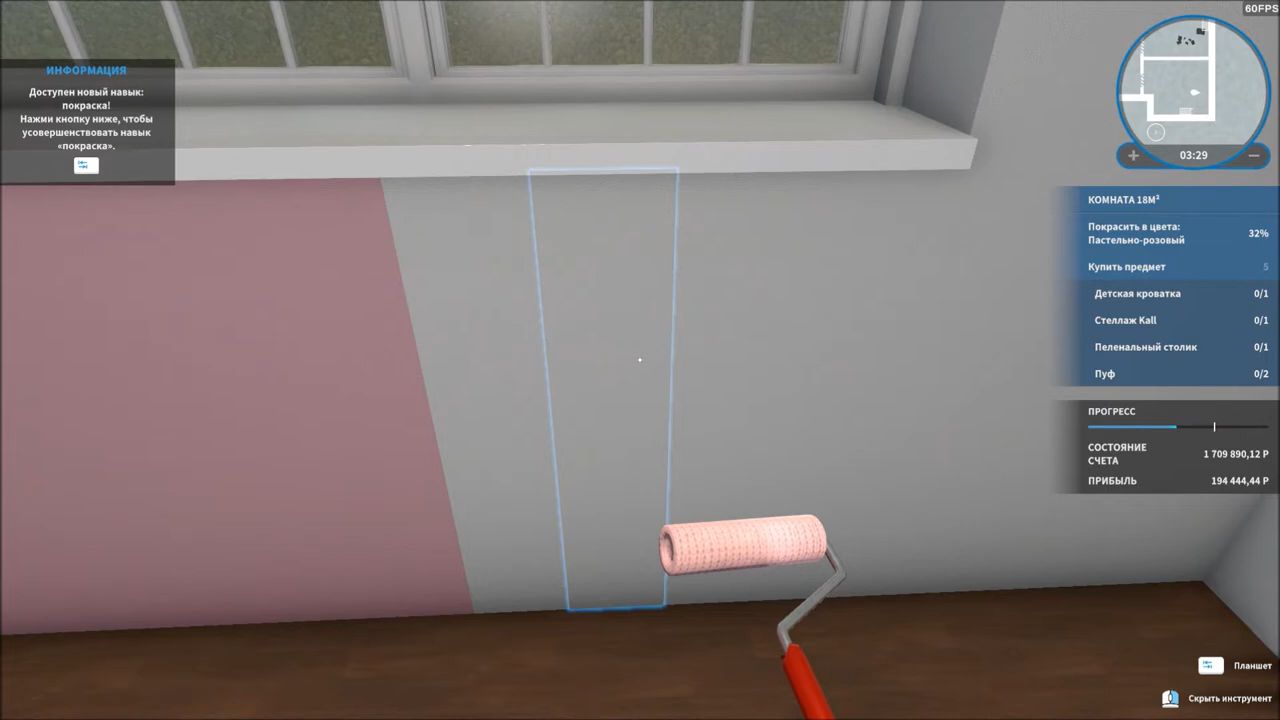 60FPS
ИНФОРМАЦИЯ
Доступен новый навык:
покраска!
Нажми кнопку ниже, чтобы
усовершенствовать навык
«покраска».
03:29
КОМНАТА 18М²
Покрасить в цвета:
Пастельно-розовый 32%
Купить предмет 5
Детская кроватка 0/1
Стеллаж Kall 0/1
Пеленальный столик 0/1
Пуф 0/2
ПРОГРЕСС
СОСТОЯНИЕ
СЧЕТА 1 709 890,12 Р
ПРИБЫЛЬ 194 444,44 Р
Планшет
Скрыть инструмент